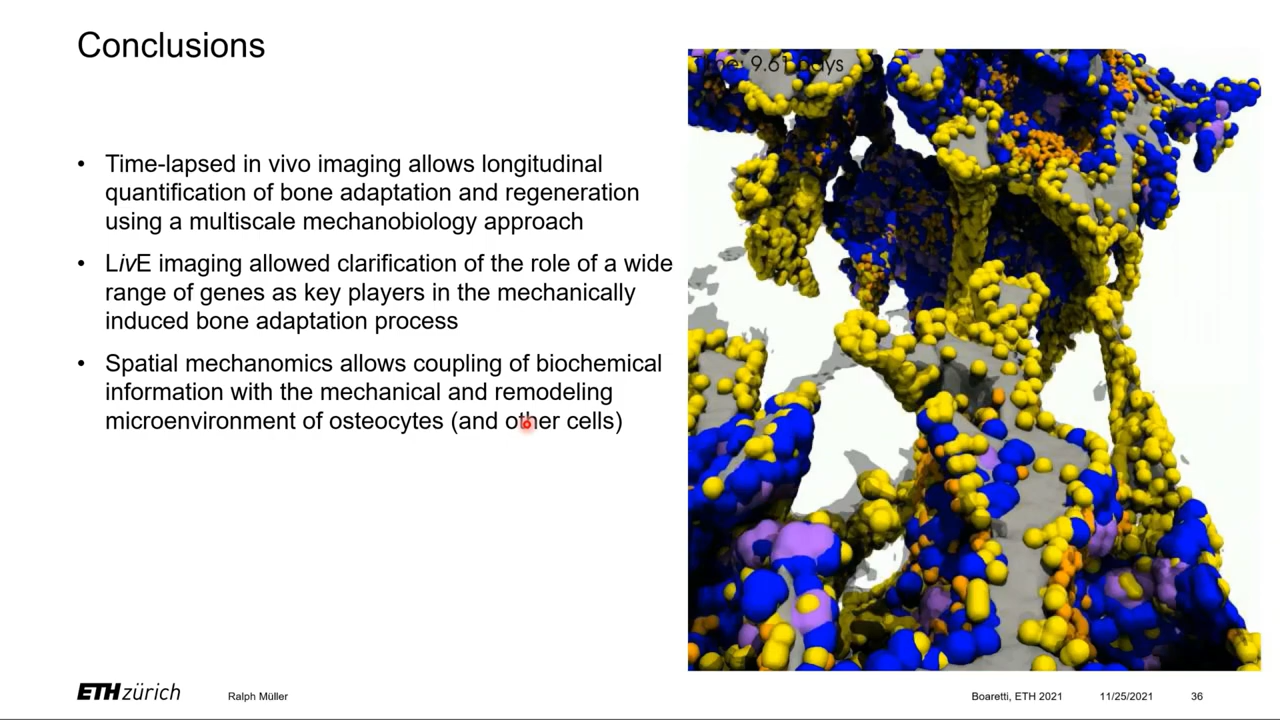 Conclusions
Time: 9.61 Days
• Time-lapsed in vivo imaging allows longitudinal
quantification of bone adaptation and regeneration
using a multiscale mechanobiology approach
• LivE imaging allowed clarification of the role of a wide
range of genes as key players in the mechanically
induced bone adaptation process
• Spatial mechanomics allows coupling of biochemical
information with the mechanical and remodeling
microenvironment of osteocytes (and other cells)
ETH zürich
Ralph Müller
Boaretti, ETH 2021
11/25/2021
36